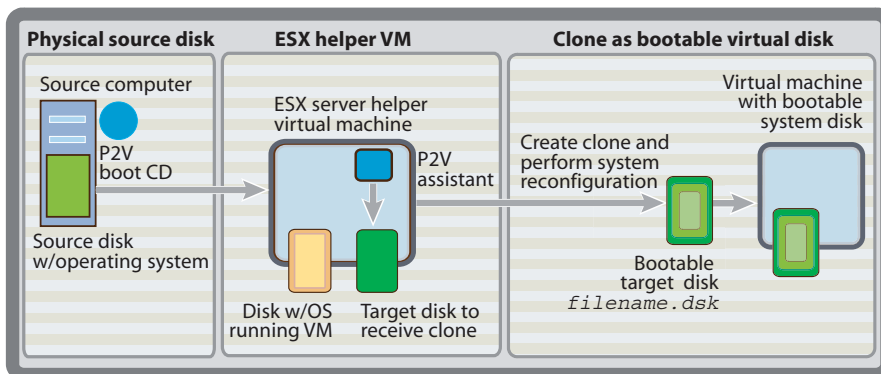 Physical source disk
Source computer
P2V
boot CD
Source disk
w/operating system
ESX helper VM
ESX server helper
virtual machine
P2V
assistant
Disk w/OS
running VM
Target disk to
receive clone
Clone as bootable virtual disk
Create clone and
perform system
reconfiguration
Bootable
target disk
filename.dsk
Virtual machine
with bootable
system disk